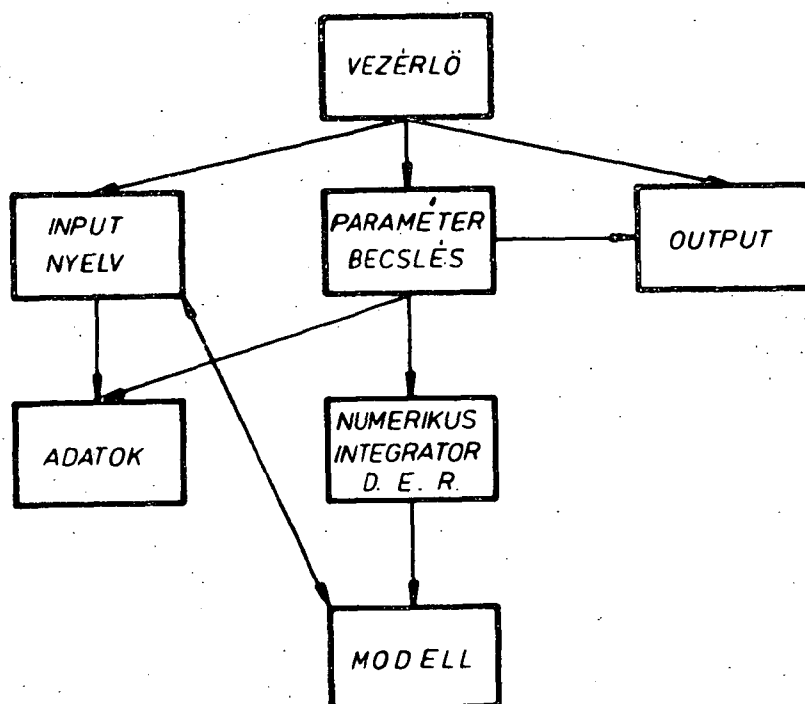 VEZÉRLŐ
INPUT
NYELV
PARAMÉTER
BECSLÉS
OUTPUT
ADATOK
NUMERIKUS
INTEGRATOR
D. E. R.
MODELL